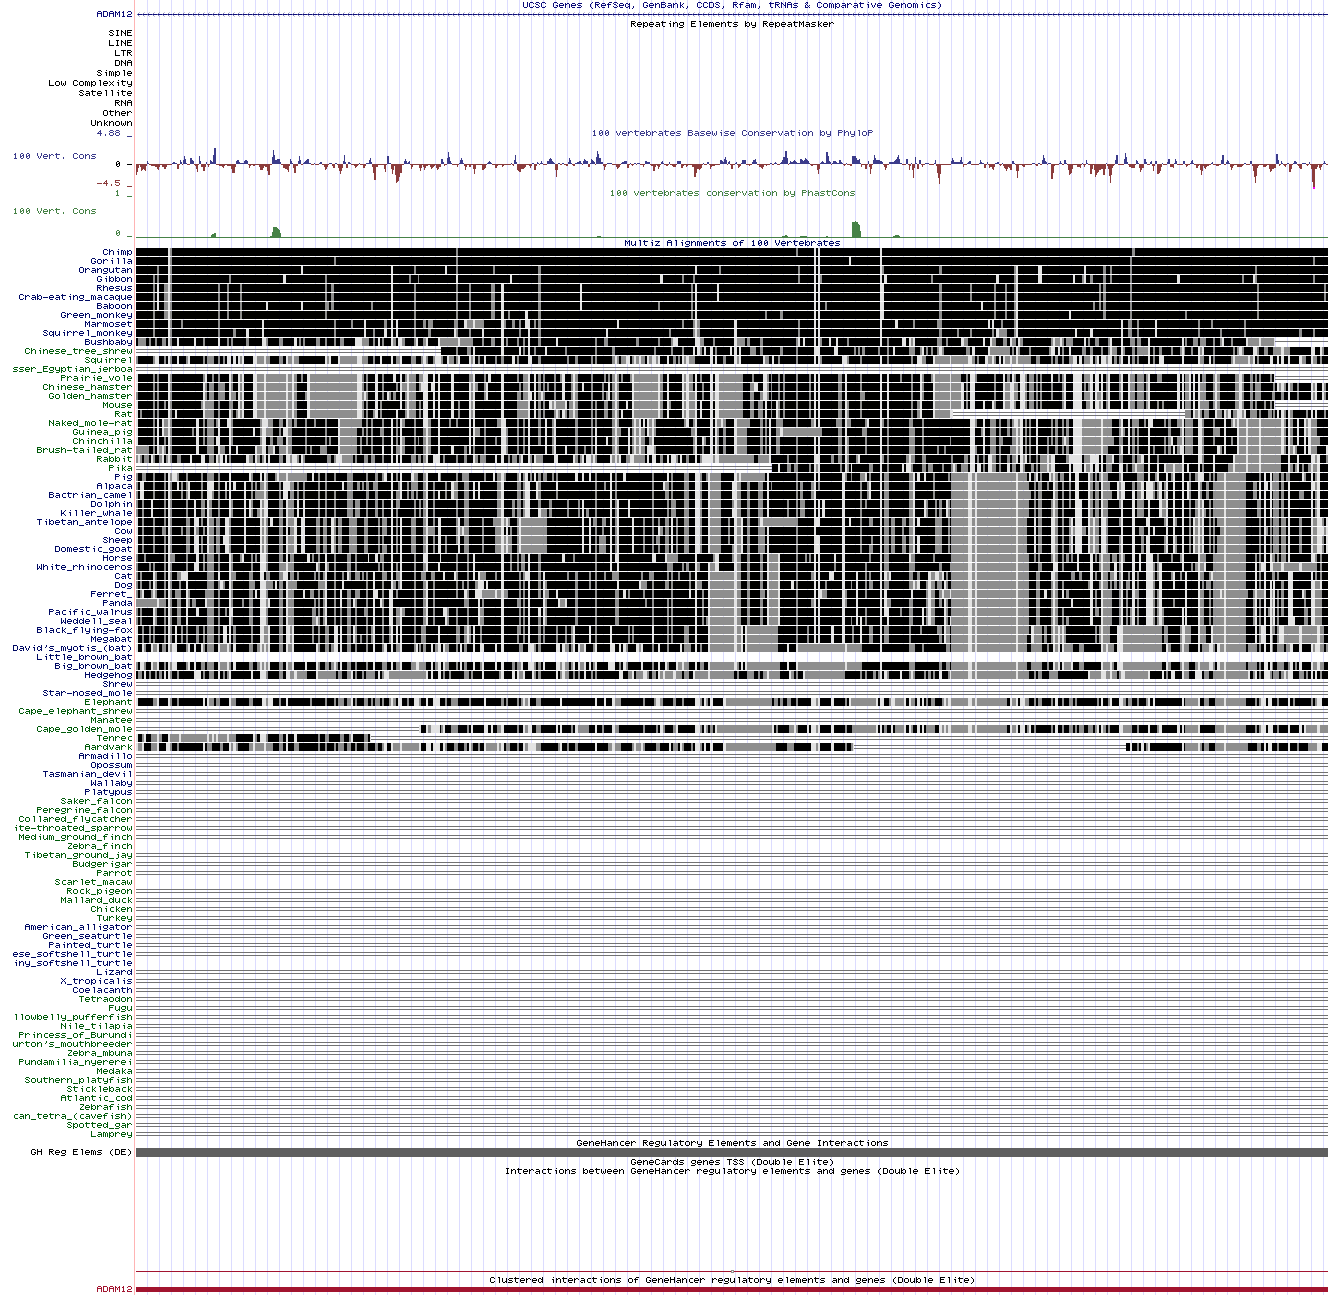 UCSC Genes (RefSeq, GenBank, CCDS, Rfam, tRNAs & Comparative Genomics)
ADAM12
Repeating Elements by RepeatMasker
SINE
LINE
LTR
DNA
Simple
Low Complexity
Satellite
RNA
Other
Unknown
100 vertebrates Basewise Conservation by PhyloP
4.88 _
100 Vert. Cons
0 _
-4.5 _
100 vertebrates conservation by PhastCons
1 _
100 Vert. Cons
0 _
Multiz Alignments of 100 Vertebrates
Chimp
Gorilla
Orangutan
Gibbon
Rhesus
Crab-eating_macaque
Baboon
Green_monkey
Marmoset
Squirrel_monkey
Bushbaby
Chinese_tree_shrew
Squirrel
sser_Egyptian_jerboa
Prairie_vole
Chinese_hamster
Golden_hamster
Mouse
Rat
Naked_mole-rat
Guinea_pig
Chinchilla
Brush-tailed_rat
Rabbit
Pika
Pig
Alpaca
Bactrian_camel
Dolphin
Killer_whale
Tibetan_antelope
Cow
Sheep
Domestic_goat
Horse
White_rhinoceros
Cat
Dog
Ferret_
Panda
Pacific_walrus
Weddell_seal
Black_flying-fox
Megabat
David's_myotis_(bat)
Little_brown_bat
Big_brown_bat
Hedgehog
Shrew
Star-nosed_mole
Elephant
Cape_elephant_shrew
Manatee
Cape_golden_mole
Tenrec
Aardvark
Armadillo
Opossum
Tasmanian_devil
Wallaby
Platypus
Saker_falcon
Peregrine_falcon
Collared_flycatcher
ite-throated_sparrow
Medium_ground_finch
Zebra_finch
Tibetan_ground_jay
Budgerigar
Parrot
Scarlet_macaw
Rock_pigeon
Mallard_duck
Chicken
Turkey
American_alligator
Green_seaturtle
Painted_turtle
ese_softshell_turtle
iny_softshell_turtle
Lizard
X_tropicalis
Coelacanth
Tetraodon
Fugu
llowbelly_pufferfish
Nile_tilapia
Princess_of_Burundi
urton's_mouthbreeder
Zebra_mbuna
Pundamilia_nyererei
Medaka
Southern_platyfish
Stickleback
Atlantic_cod
Zebrafish
can_tetra_(cavefish)
Spotted_gar
Lamprey
GeneHancer Regulatory Elements and Gene Interactions
GH Reg Elems (DE)
GeneCards genes TSS (Double Elite)
Interactions between GeneHancer regulatory elements and genes (Double Elite)
Clustered interactions of GeneHancer regulatory elements and genes (Double Elite)
ADAM12